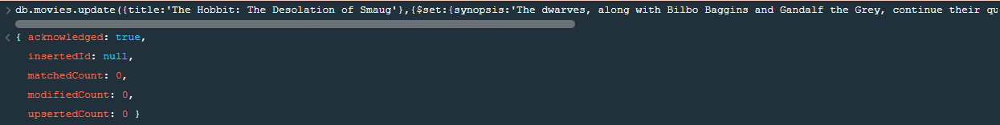 > db.movies.update({title:'The Hobbit: The Desolation of Smaug'},{$set:{synopsis:'The dwarves, along with Bilbo Baggins and Gandalf the Grey, continue their qu
< { acknowledged: true,
insertedId: null,
matchedCount: 0,
modifiedCount: 0,
upsertedCount: 0 }